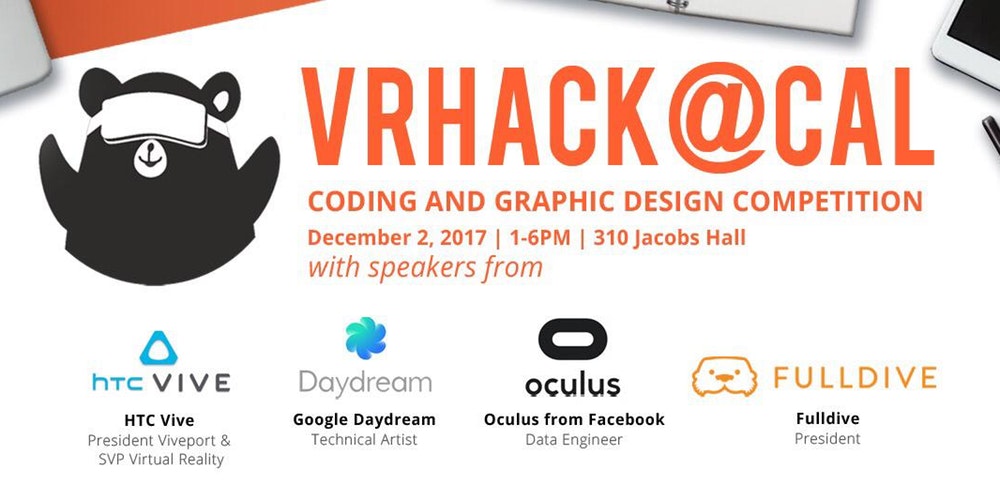 VRHACK@CAL
CODING AND GRAPHIC DESIGN COMPETITION
December 2, 2017 | 1-6PM | 310 Jacobs Hall
with speakers from
hTC VIVE
HTC Vive
President Viveport &
SVP Virtual Reality
Daydream
Google Daydream
Technical Artist
oculus
Oculus from Facebook
Data Engineer
FULLDIVE
Fulldive
President